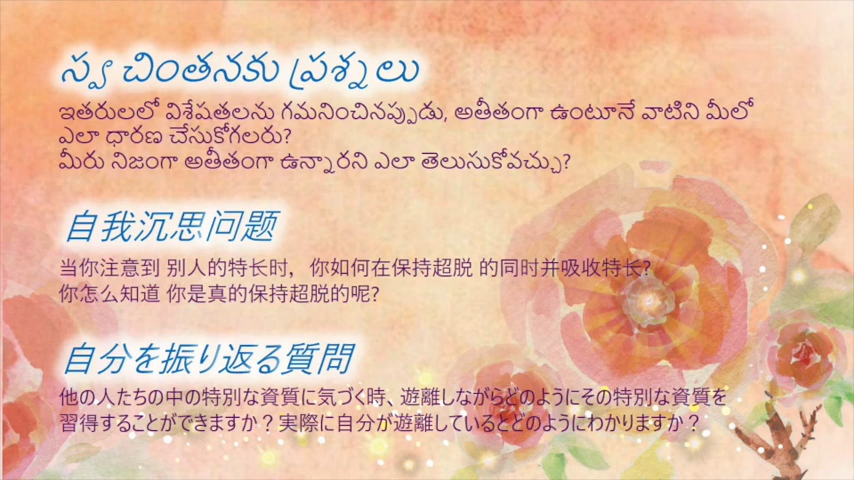 స్వ చింతనకు ప్రశ్నలు
ఇతరులలో విశేషతలను గమనించినప్పుడు, అతీతంగా ఉంటూనే వాటిని మీలో
ఎలా ధారణ చేసుకోగలరు?
మీరు నిజంగా అతీతంగా ఉన్నారని ఎలా తెలుసుకోవచ్చు?
自我沉思问题
当你注意到 别人的特长时，你如何在保持超脱 的同时并吸收特长?
你怎么知道 你是真的保持超脱的呢?
自分を振り返る質問
他の人たちの中の特別な資質に気づく時、遊離しながらどのようにその特別な資質を
習得することができますか？実際に自分が遊離しているとどのようにわかりますか？